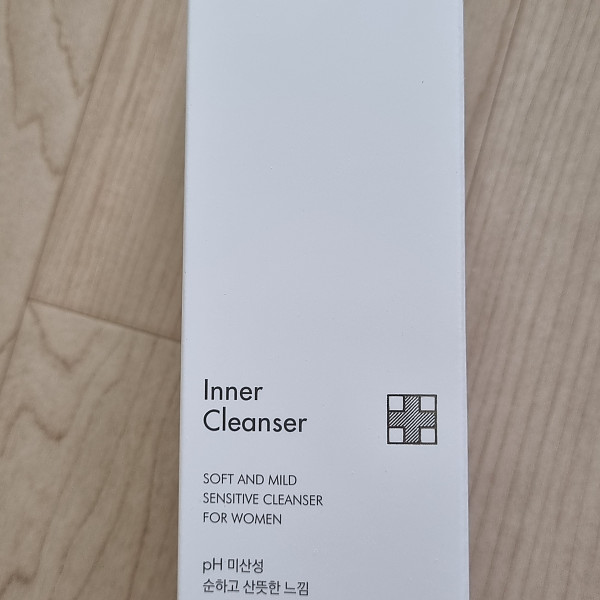 Inner
Cleanser
SOFT AND MILD
SENSITIVE CLEANSER
FOR WOMEN
pH 미산성
순하고 산뜻한 느낌